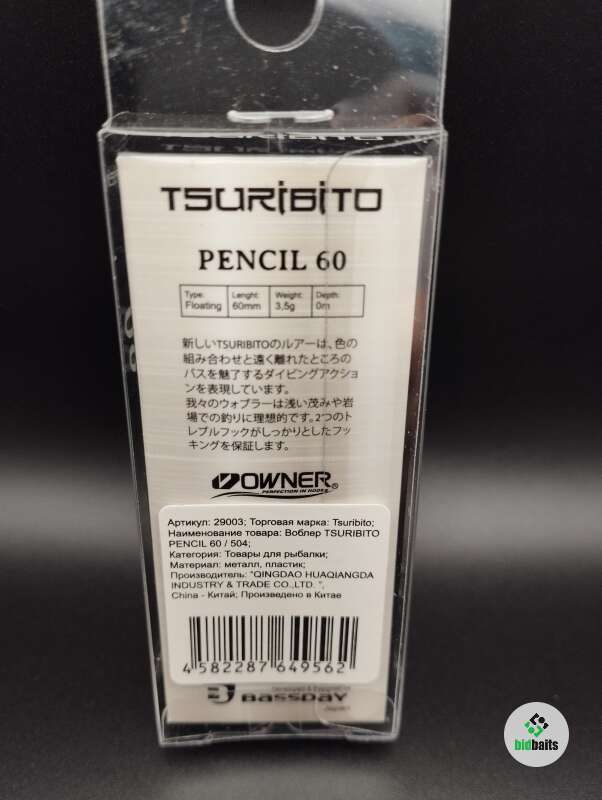 TSURIBITO
PENCIL 60
Type: Lenght: Weight: Depth:
Floating 60mm 3,5g 0m
新しいTSURIBITOのルアーは、色の
組み合わせと遠く離れたところの
バスを魅了するダイビングアクショ
ンを表現しています。
我々のウォブラーは浅い茂みや岩
場での釣りに理想的です。2つのト
レブルフックがしっかりとしたフッ
キングを保証します。
OWNER®
PERFECTION IN HOOKS
Артикул: 29003; Торговая марка: Tsuribito;
Наименование товара: Воблер TSURIBITO
PENCIL 60 / 504;
Категория: Товары для рыбалки;
Материал: металл, пластик;
Производитель: "QINGDAO HUAQIANGDA
INDUSTRY & TRADE CO.,LTD. ",
China - Китай; Произведено в Китае
4 582287 649562
BASSDAY
Japan
bidbaits